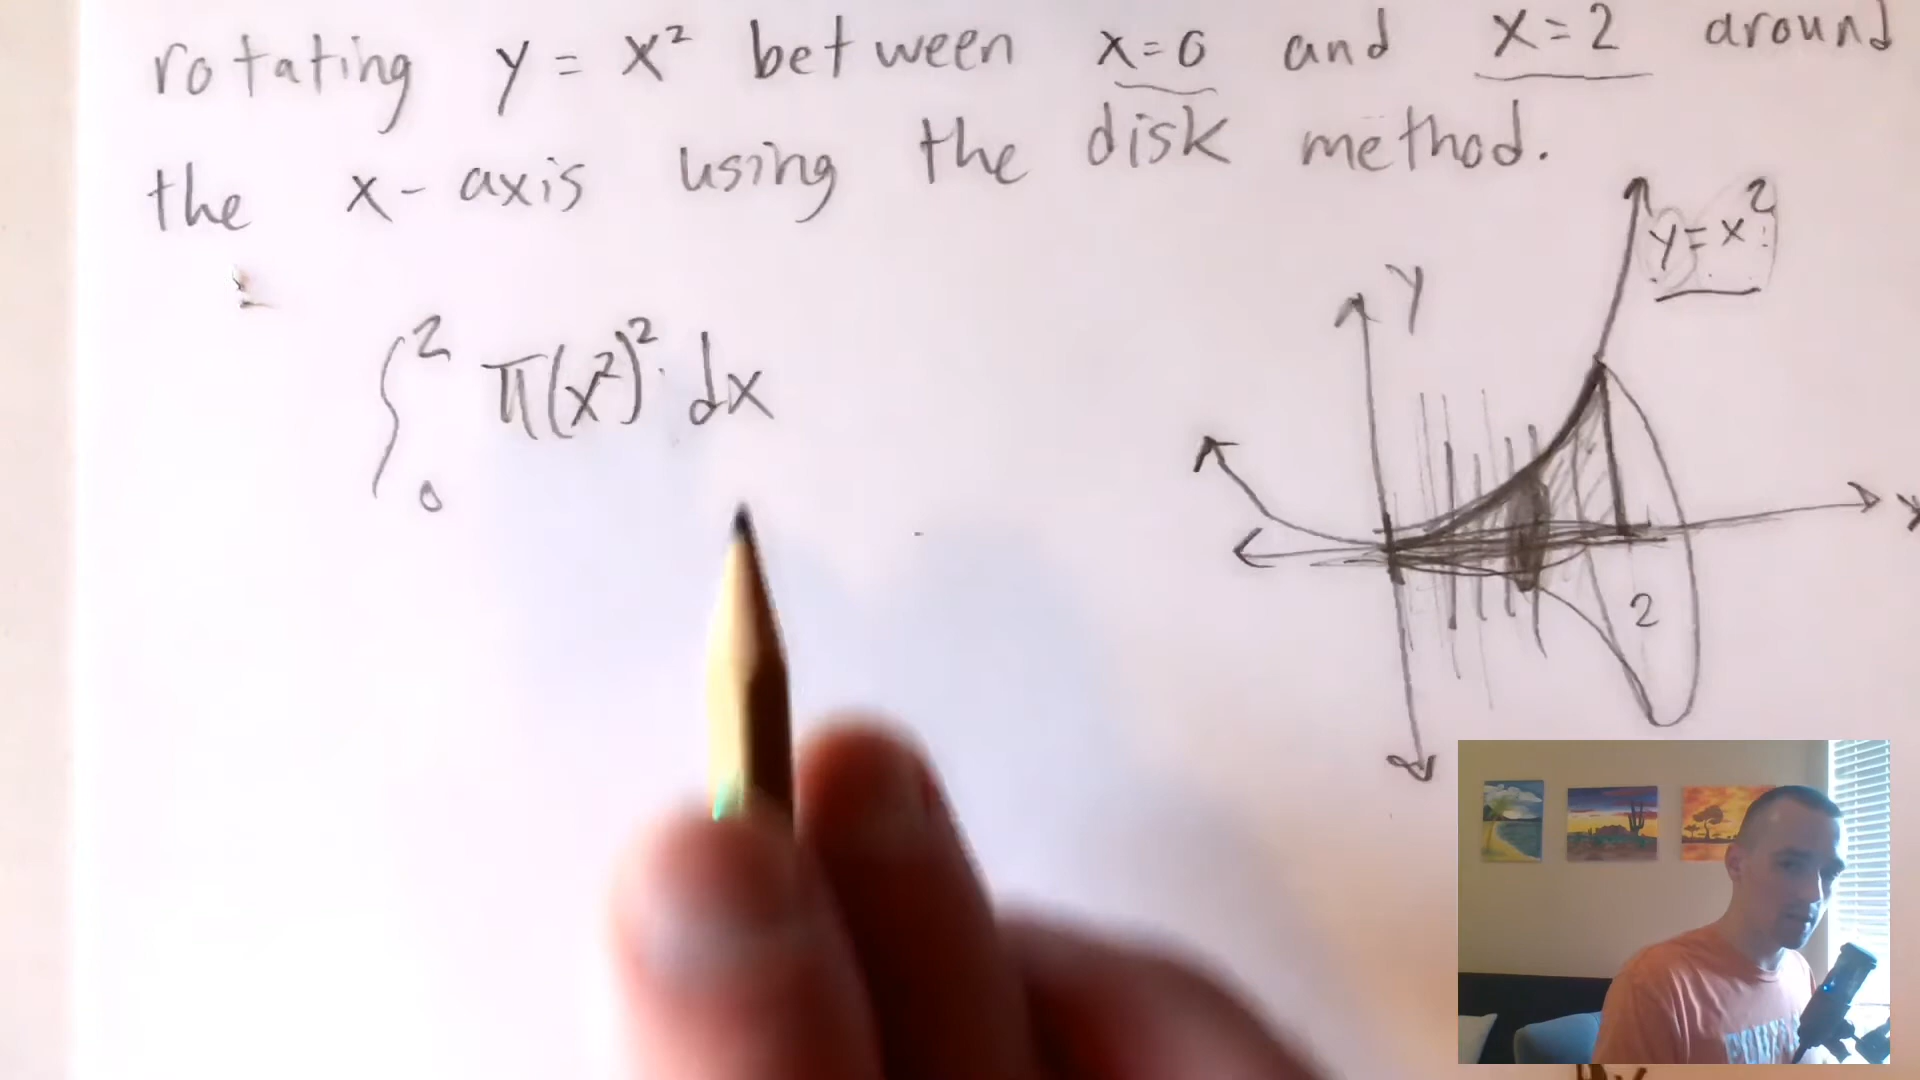 rotating y = x² between x=0 and x=2 around
the x-axis using the disk method.
y=x²
y
∫₀² π(x²)² dx
x
2